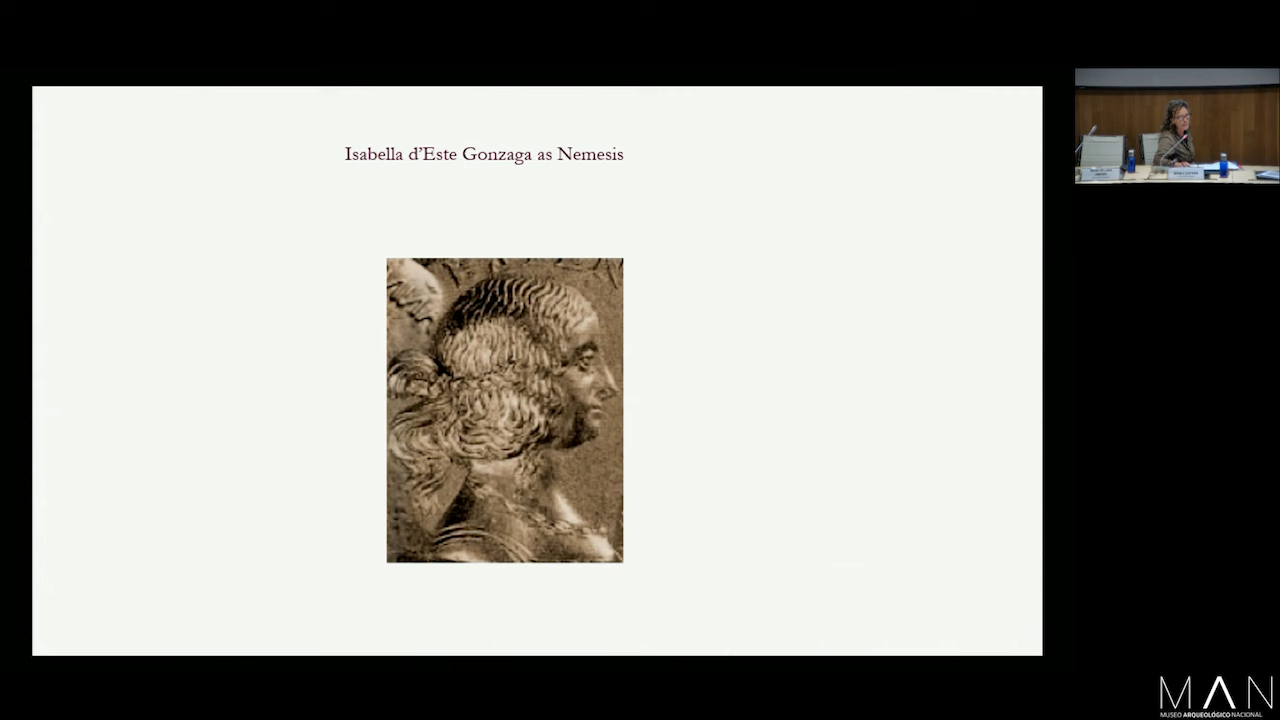 Isabella d'Este Gonzaga as Nemesis
MAN
MUSEO ARQUEOLÓGICO NACIONAL